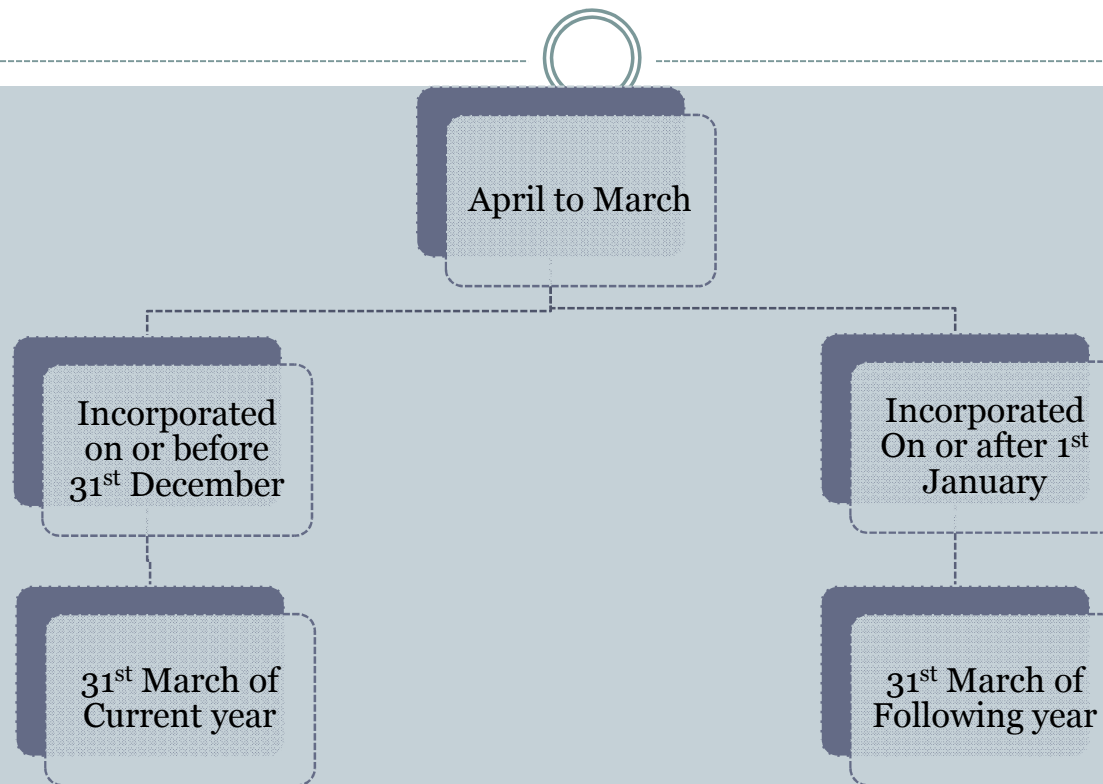 April to March
Incorporated
on or before
31st December
Incorporated
On or after 1st
January
31st March of
Current year
31st March of
Following year